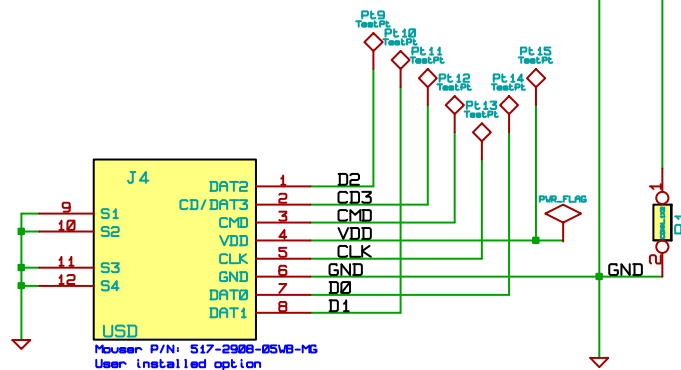 Pt9
TestPt
Pt10
TestPt
Pt11
TestPt
Pt12
TestPt
Pt13
TestPt
Pt14
TestPt
Pt15
TestPt
J4
DAT2 1 D2
CD/DAT3 2 CD3
CMD 3 CMD
VDD 4 VDD
CLK 5 CLK
GND 6 GND
DAT0 7 D0
DAT1 8 D1
9 S1
10 S2
11 S3
12 S4
USD
PWR_FLAG
1
2
GND
Mouser P/N: 517-2908-05WB-MG
User installed option